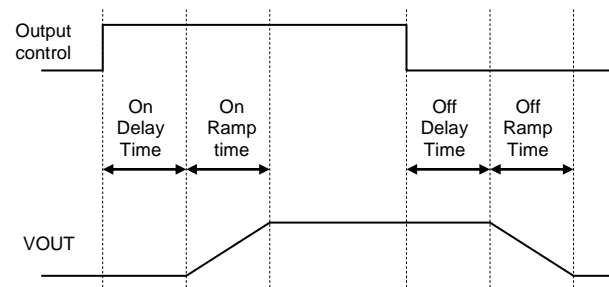 Output
control
On
Delay
Time
On
Ramp
time
Off
Delay
Time
Off
Ramp
Time
VOUT